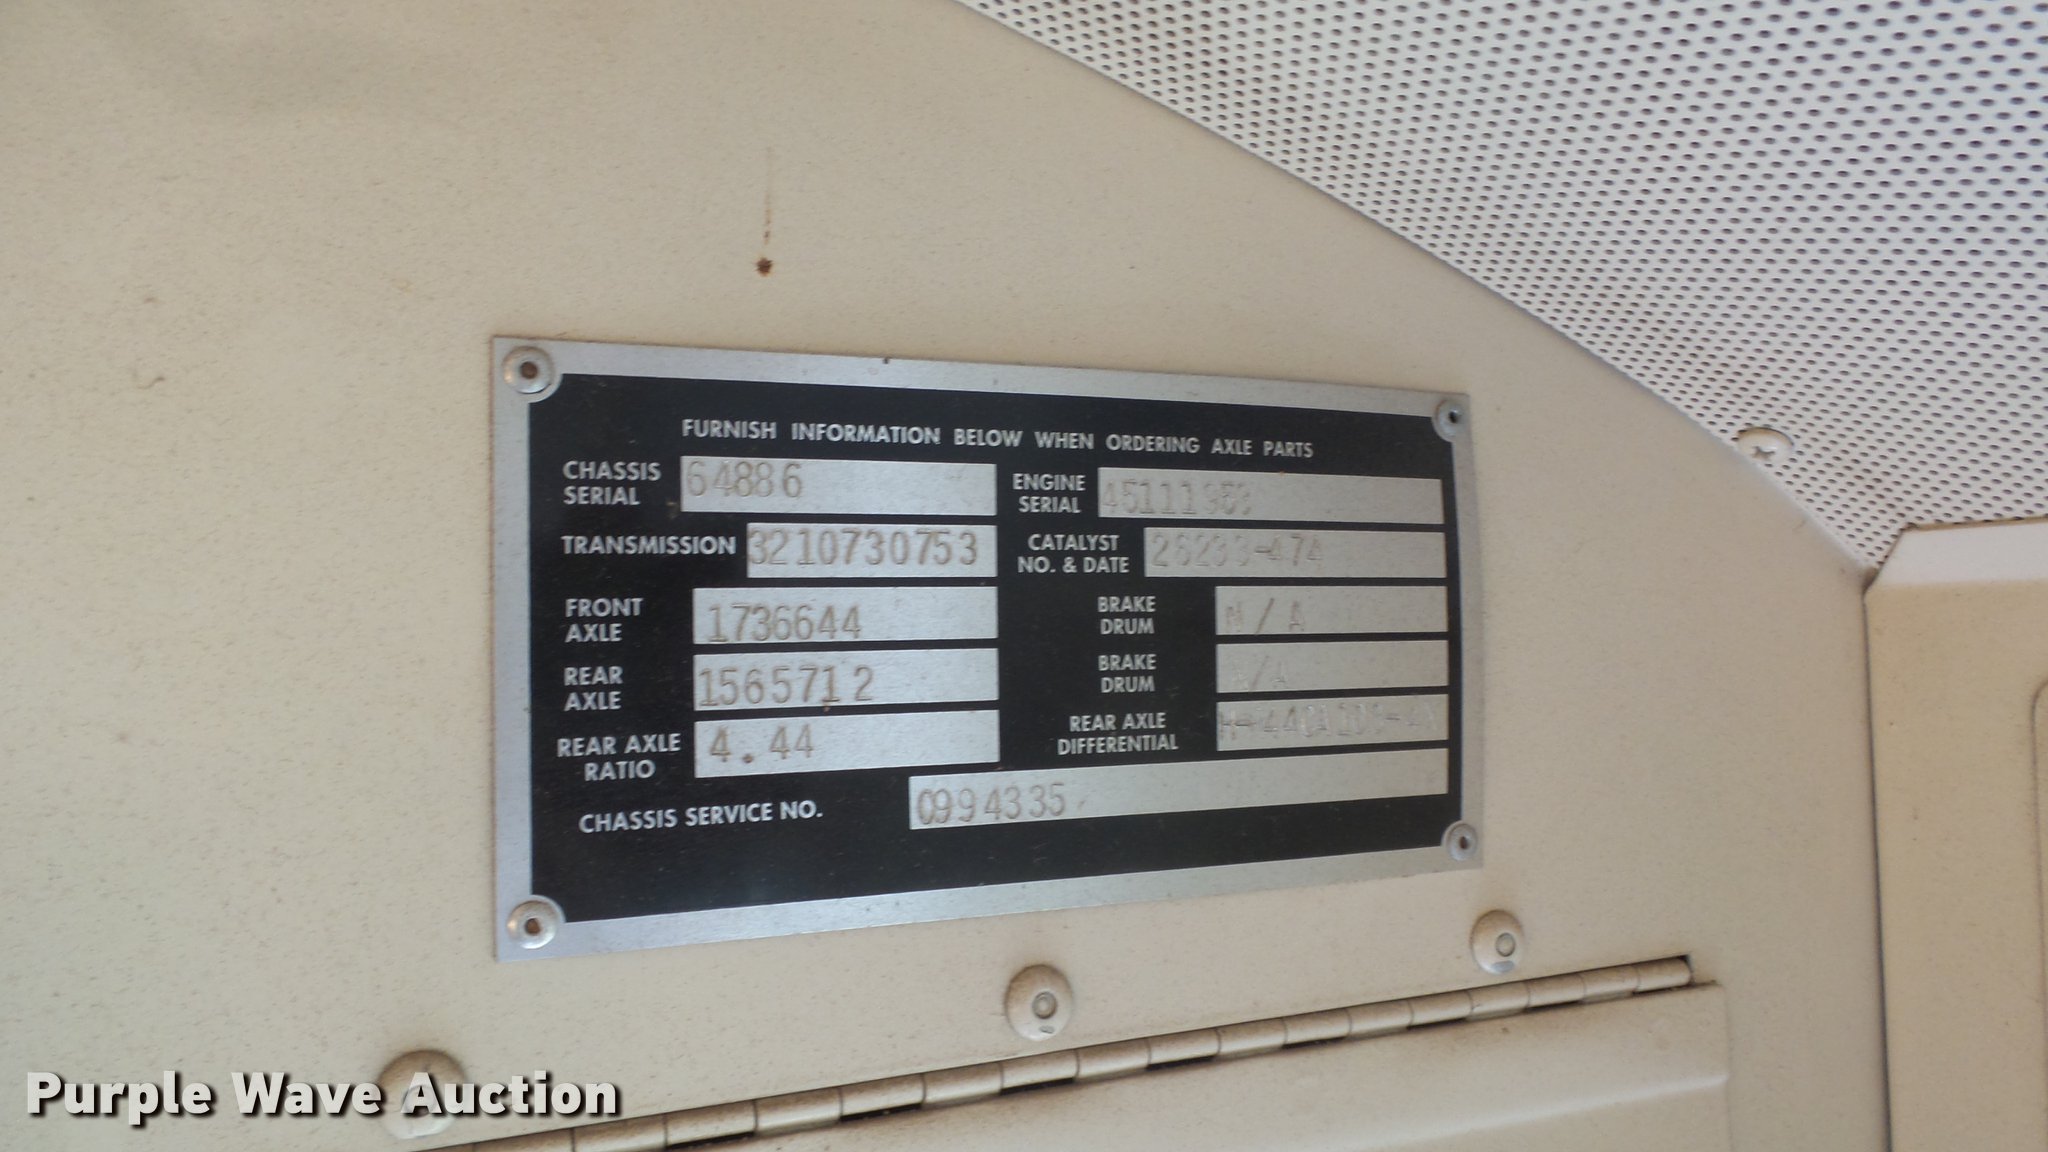 FURNISH INFORMATION BELOW WHEN ORDERING AXLE PARTS
CHASSIS SERIAL 64886
ENGINE SERIAL
TRANSMISSION 3210730753
CATALYST NO. & DATE 26233-474
FRONT AXLE 1736644
BRAKE DRUM N/A
REAR AXLE 1565712
BRAKE DRUM N/A
REAR AXLE RATIO 4.44
REAR AXLE DIFFERENTIAL
CHASSIS SERVICE NO. 0994335
Purple Wave Auction